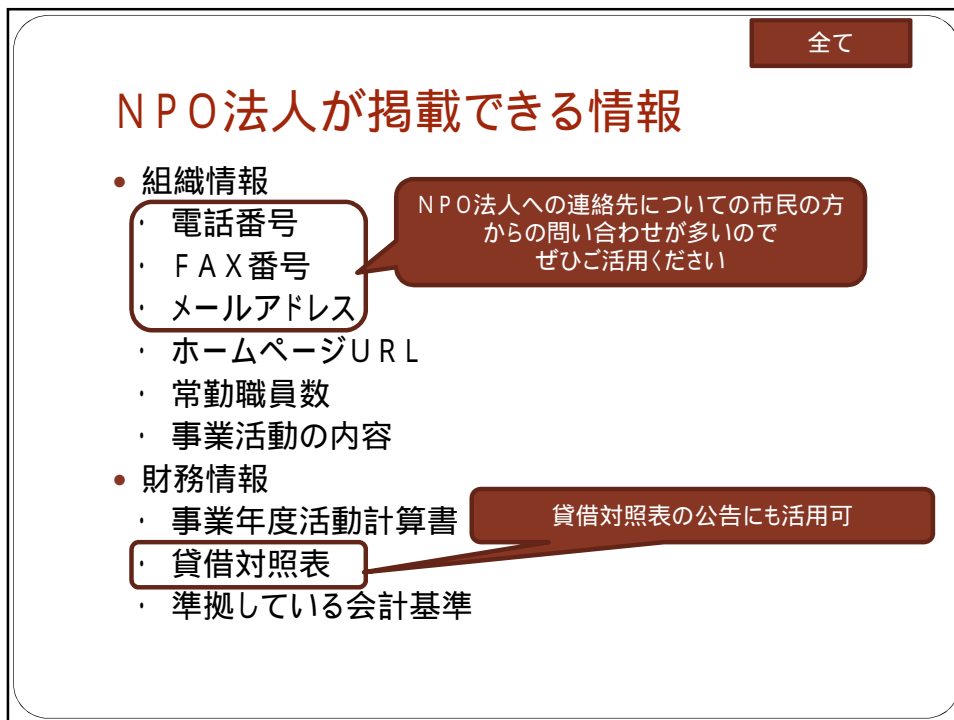 全て
NPO法人が掲載できる情報
• 組織情報
・ 電話番号
・ FAX番号
・ メールアドレス
NPO法人への連絡先についての市民の方
からの問い合わせが多いので
ぜひご活用ください
・ ホームページURL
・ 常勤職員数
・ 事業活動の内容
• 財務情報
・ 事業年度活動計算書
貸借対照表の公告にも活用可
・ 貸借対照表
・ 準拠している会計基準